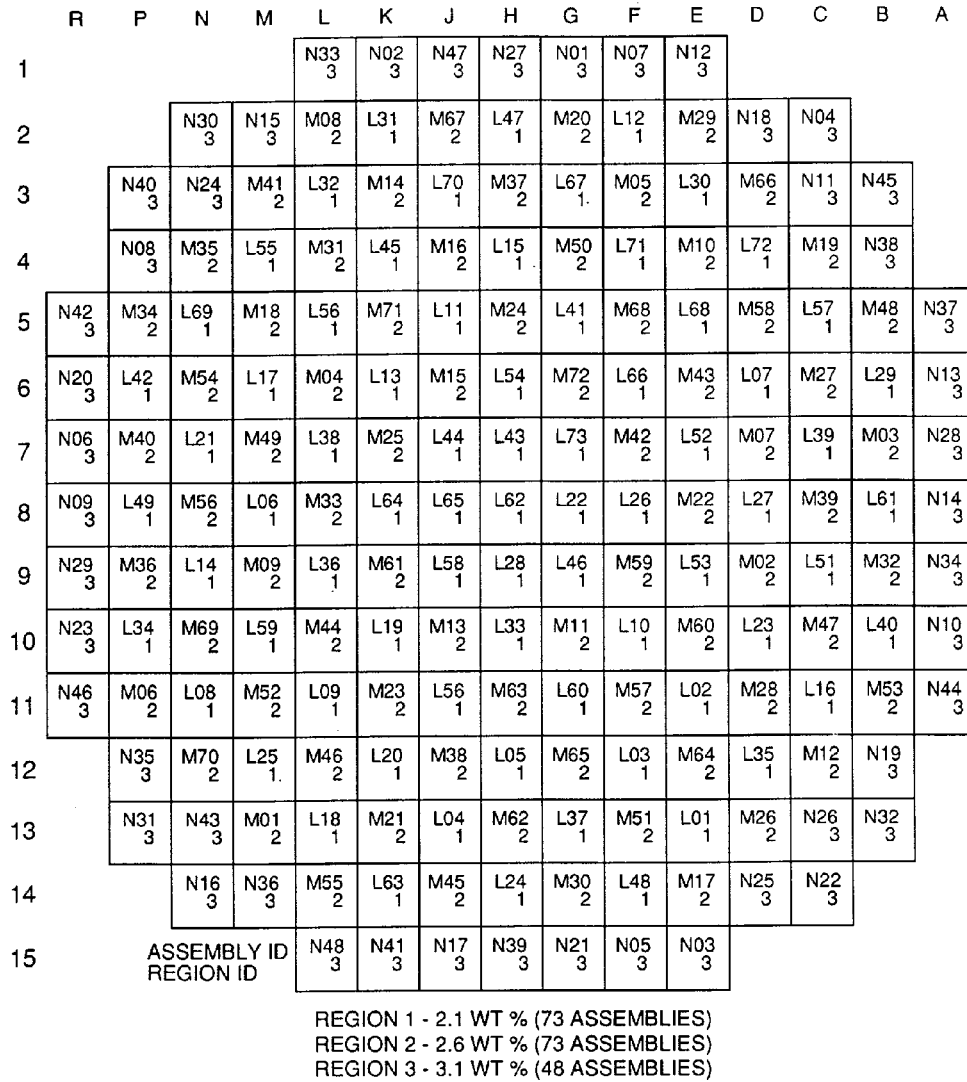 R P N M L K J H G F E D C B A
1 N33 N02 N47 N27 N01 N07 N12
3 3 3 3 3 3 3
2 N30 N15 M08 L31 M67 L47 M20 L12 M29 N18 N04
3 3 2 1 2 1 2 1 2 3 3
3 N40 N24 M41 L32 M14 L70 M37 L67 M05 L30 M66 N11 N45
3 3 2 1 2 1 2 1. 2 1 2 3 3
4 N08 M35 L55 M31 L45 M16 L15 M50 L71 M10 L72 M19 N38
3 2 1 2 1 2 1 2 1 2 1 2 3
5 N42 M34 L69 M18 L56 M71 L11 M24 L41 M68 L68 M58 L57 M48 N37
3 2 1 2 1 2 1 2 1 2 1 2 1 2 3
6 N20 L42 M54 L17 M04 L13 M15 L54 M72 L66 M43 L07 M27 L29 N13
3 1 2 1 2 1 2 1 2 1 2 1 2 1 3
7 N06 M40 L21 M49 L38 M25 L44 L43 L73 M42 L52 M07 L39 M03 N28
3 2 1 2 1 2 1 1 1 2 1 2 1 2 3
8 N09 L49 M56 L06 M33 L64 L65 L62 L22 L26 M22 L27 M39 L61 N14
3 1 2 1 2 1 1 1 1 1 2 1 2 1 3
9 N29 M36 L14 M09 L36 M61 L58 L28 L46 M59 L53 M02 L51 M32 N34
3 2 1 2 1 2 1 1 1 2 1 2 1 2 3
10 N23 L34 M69 L59 M44 L19 M13 L33 M11 L10 M60 L23 M47 L40 N10
3 1 2 1 2 1 2 1 2 1 2 1 2 1 3
11 N46 M06 L08 M52 L09 M23 L56 M63 L60 M57 L02 M28 L16 M53 N44
3 2 1 2 1 2 1 2 1 2 1 2 1 2 3
12 N35 M70 L25 M46 L20 M38 L05 M65 L03 M64 L35 M12 N19
3 2 1. 2 1 2 1 2 1 2 1 2 3
13 N31 N43 M01 L18 M21 L04 M62 L37 M51 L01 M26 N26 N32
3 3 2 1 2 1 2 1 2 1 2 3 3
14 N16 N36 M55 L63 M45 L24 M30 L48 M17 N25 N22
3 3 2 1 2 1 2 1 2 3 3
15 ASSEMBLY ID N48 N41 N17 N39 N21 N05 N03
REGION ID 3 3 3 3 3 3 3
REGION 1 - 2.1 WT % (73 ASSEMBLIES)
REGION 2 - 2.6 WT % (73 ASSEMBLIES)
REGION 3 - 3.1 WT % (48 ASSEMBLIES)